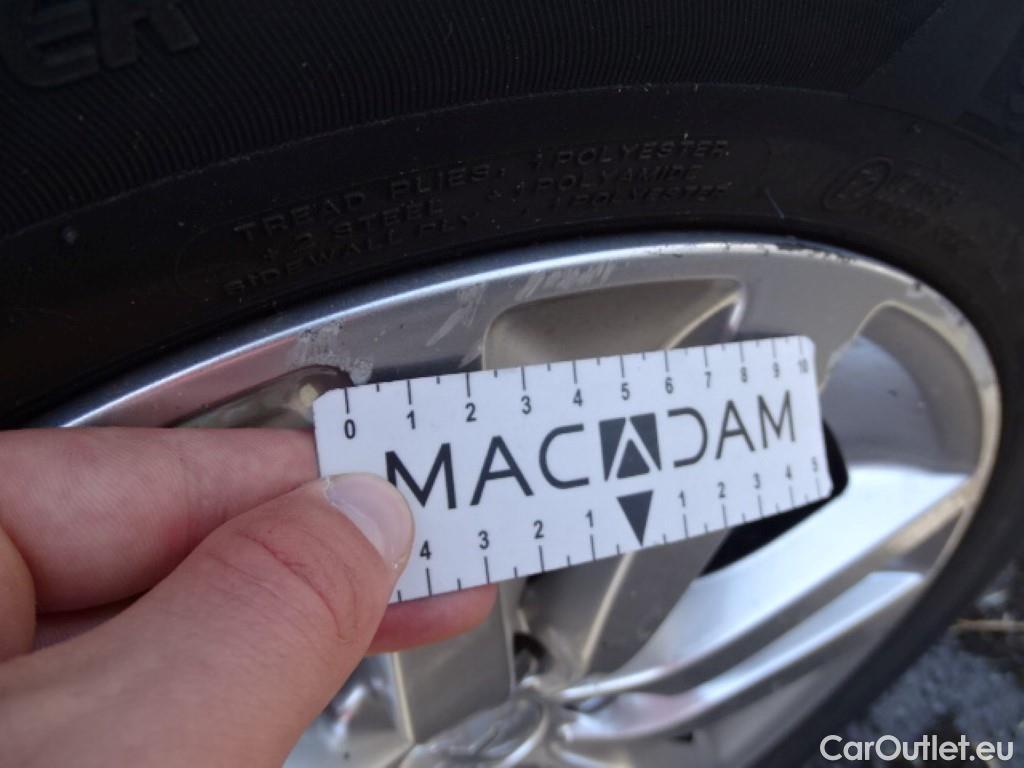 ER
TREAD PLIES: 1 POLYESTER
+ 2 STEEL + 1 POLYAMIDE
SIDEWALL PLY : 1 POLYESTER
0 1 2 3 4 5 6 7 8 9 10
MACADAM
4 3 2 1 1 2 3 4 5
CarOutlet.eu